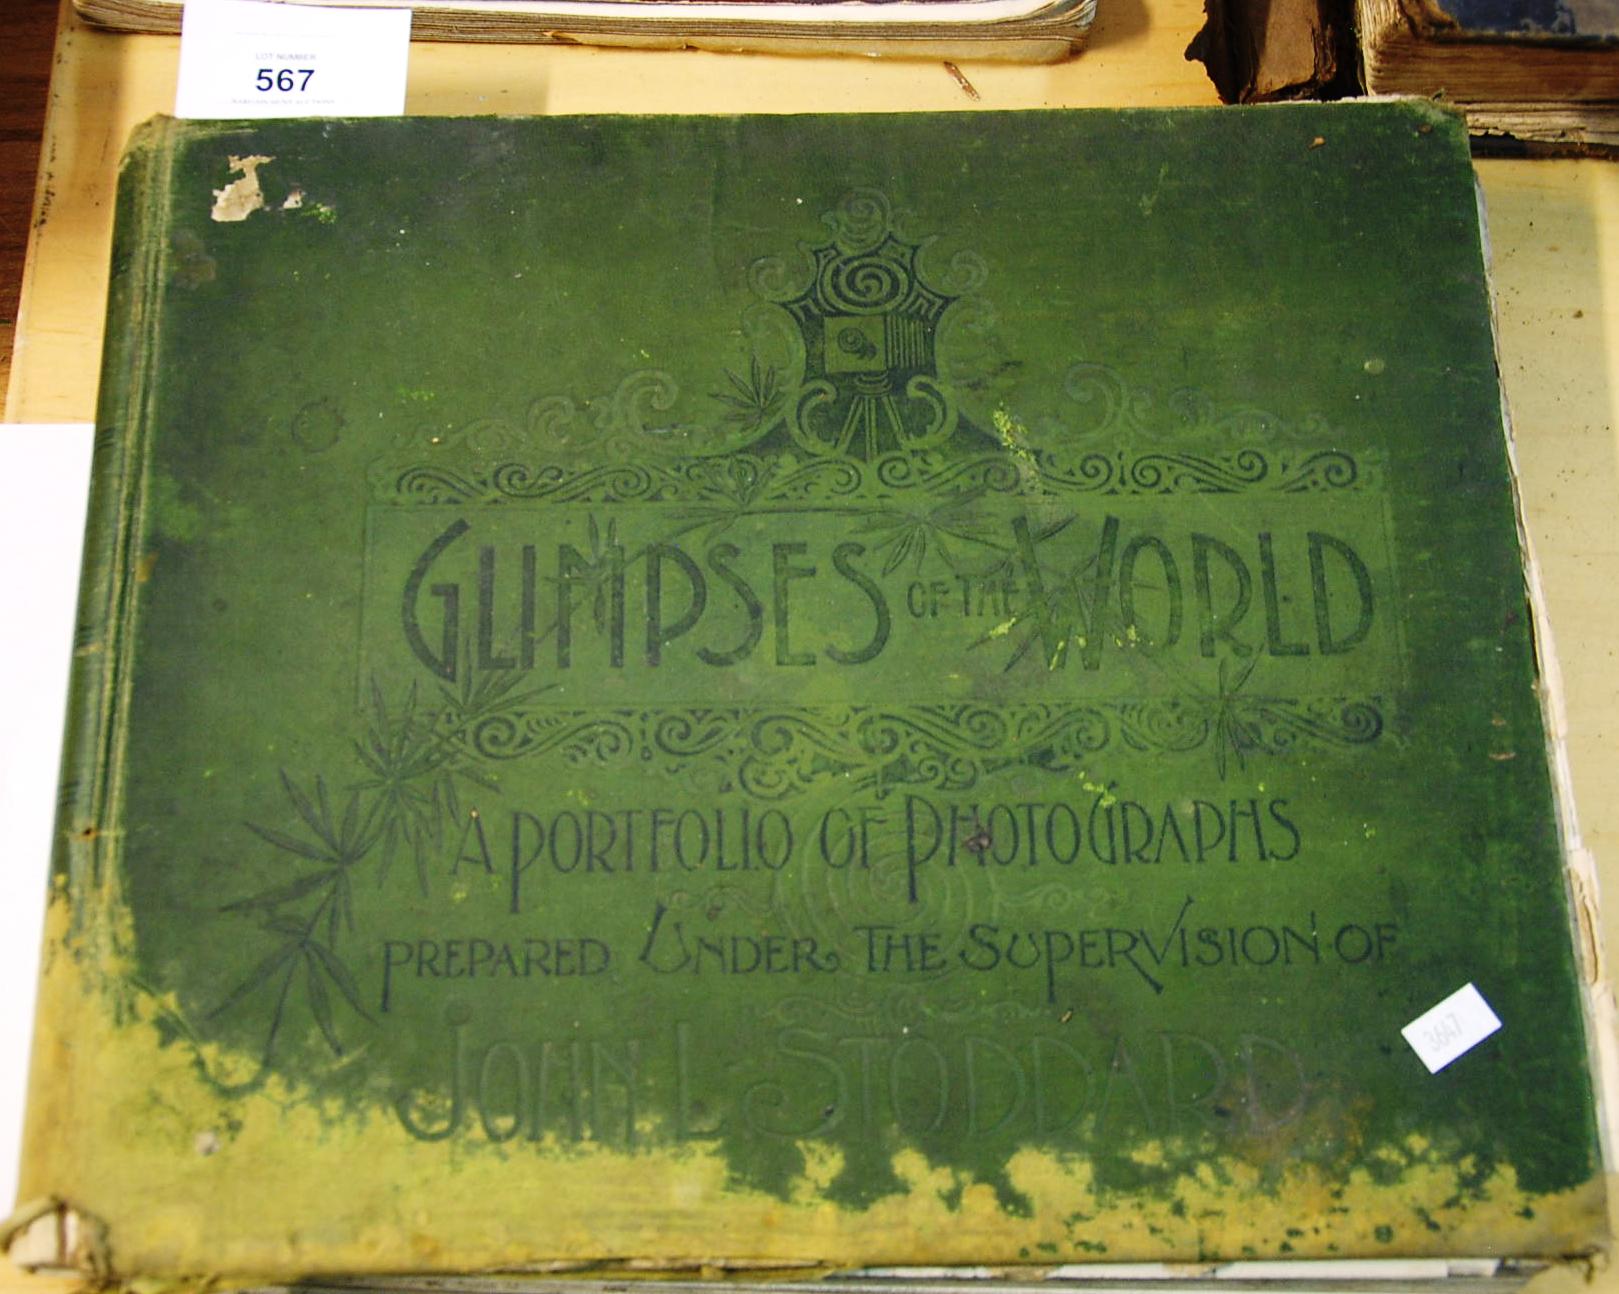 LOT NUMBER
567
GLIMPSES OF THE WORLD
A PORTFOLIO OF PHOTOGRAPHS
PREPARED UNDER THE SUPERVISION OF
JOHN L STODDARD
3647